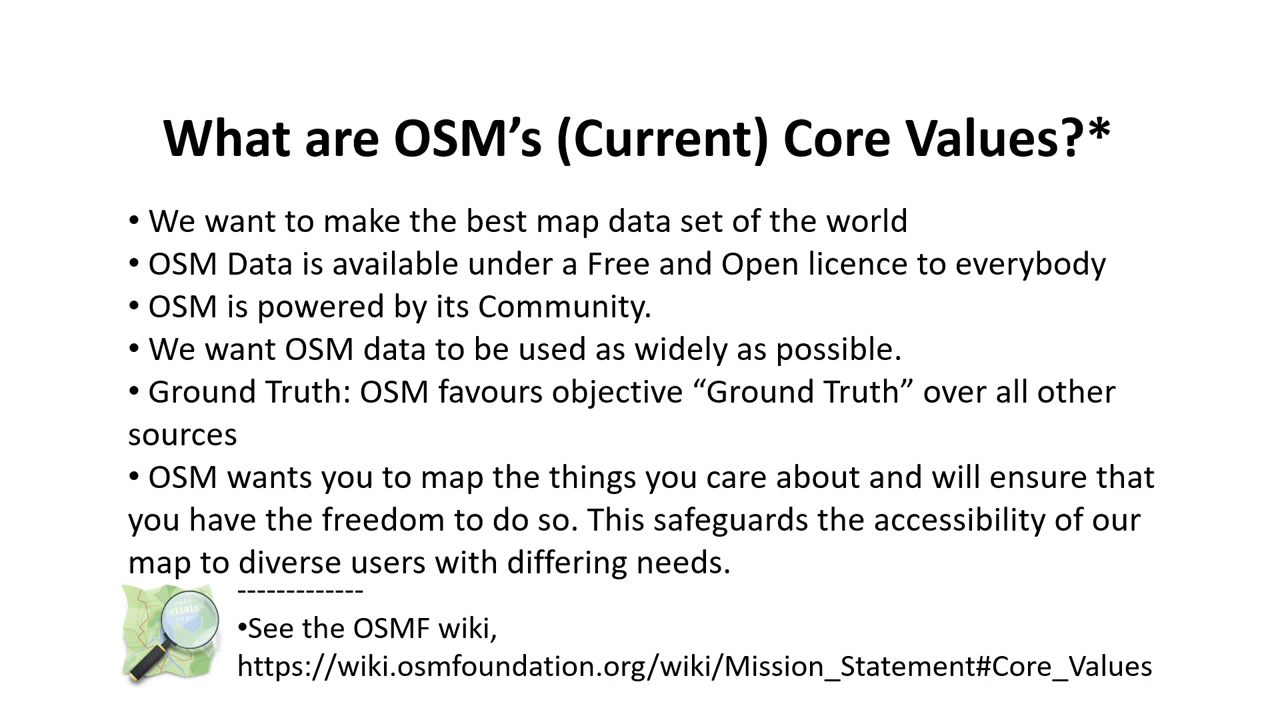 What are OSM’s (Current) Core Values?*
• We want to make the best map data set of the world
• OSM Data is available under a Free and Open licence to everybody
• OSM is powered by its Community.
• We want OSM data to be used as widely as possible.
• Ground Truth: OSM favours objective “Ground Truth” over all other
sources
• OSM wants you to map the things you care about and will ensure that
you have the freedom to do so. This safeguards the accessibility of our
map to diverse users with differing needs.
-------------
•See the OSMF wiki,
https://wiki.osmfoundation.org/wiki/Mission_Statement#Core_Values